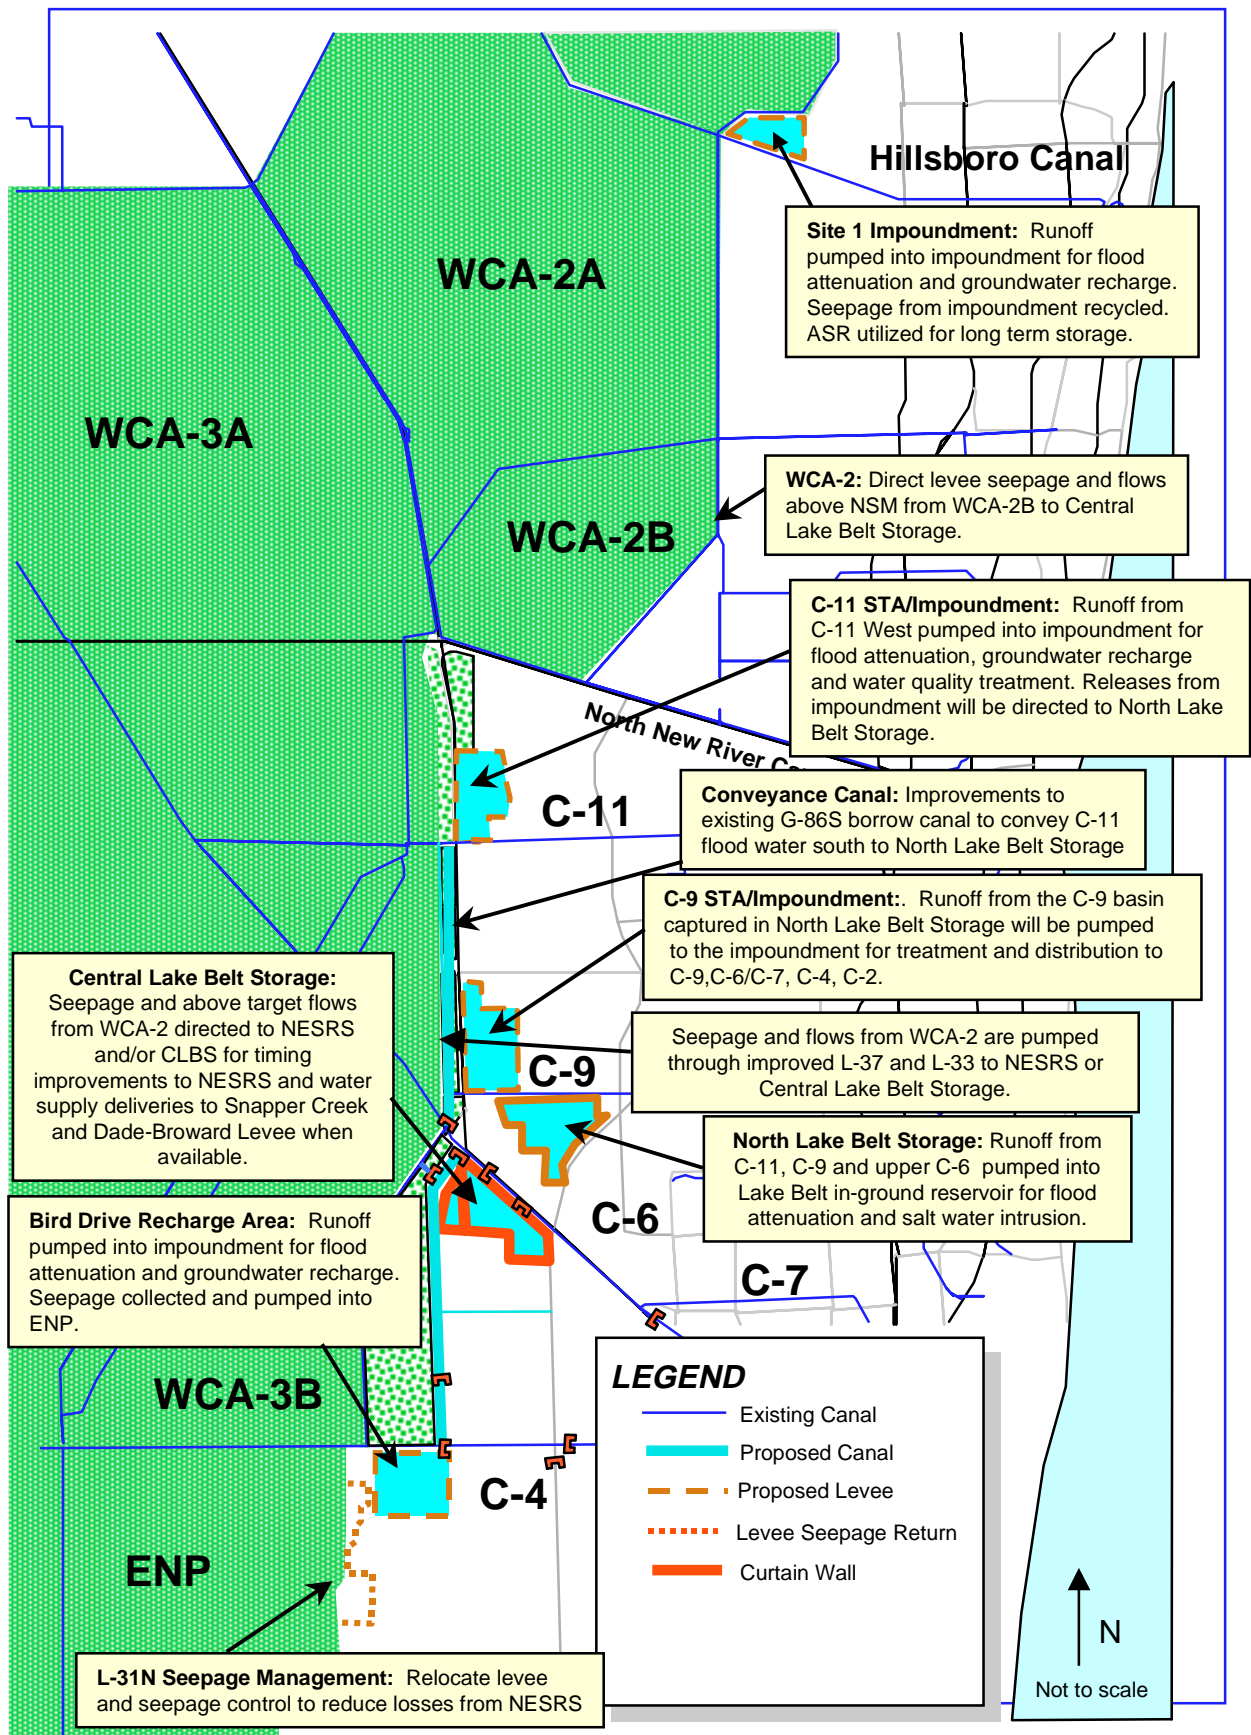 Hillsboro Canal
Site 1 Impoundment: Runoff
pumped into impoundment for flood
attenuation and groundwater recharge.
Seepage from impoundment recycled.
ASR utilized for long term storage.
WCA-2A
WCA-3A
WCA-2: Direct levee seepage and flows
above NSM from WCA-2B to Central
Lake Belt Storage.
WCA-2B
C-11 STA/Impoundment: Runoff from
C-11 West pumped into impoundment for
flood attenuation, groundwater recharge
and water quality treatment. Releases from
impoundment will be directed to North Lake
Belt Storage.
North New River
C-11
Conveyance Canal: Improvements to
existing G-86S borrow canal to convey C-11
flood water south to North Lake Belt Storage
C-9 STA/Impoundment:. Runoff from the C-9 basin
captured in North Lake Belt Storage will be pumped
to the impoundment for treatment and distribution to
C-9,C-6/C-7, C-4, C-2.
Central Lake Belt Storage:
Seepage and above target flows
from WCA-2 directed to NESRS
and/or CLBS for timing
improvements to NESRS and water
supply deliveries to Snapper Creek
and Dade-Broward Levee when
available.
Seepage and flows from WCA-2 are pumped
through improved L-37 and L-33 to NESRS or
Central Lake Belt Storage.
C-9
North Lake Belt Storage: Runoff from
C-11, C-9 and upper C-6 pumped into
Lake Belt in-ground reservoir for flood
attenuation and salt water intrusion.
Bird Drive Recharge Area: Runoff
pumped into impoundment for flood
attenuation and groundwater recharge.
Seepage collected and pumped into
ENP.
C-6
C-7
WCA-3B
LEGEND
Existing Canal
Proposed Canal
Proposed Levee
Levee Seepage Return
Curtain Wall
C-4
ENP
L-31N Seepage Management: Relocate levee
and seepage control to reduce losses from NESRS
N
Not to scale